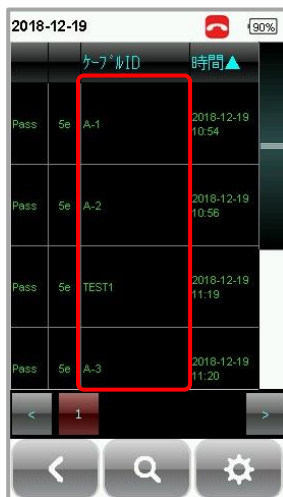 2018-12-19 90%
ｹｰﾌﾞﾙID 時間▲
Pass 5e A-1 2018-12-19 10:54
Pass 5e A-2 2018-12-19 10:56
Pass 5e TEST1 2018-12-19 11:19
Pass 5e A-3 2018-12-19 11:20
< 1 >